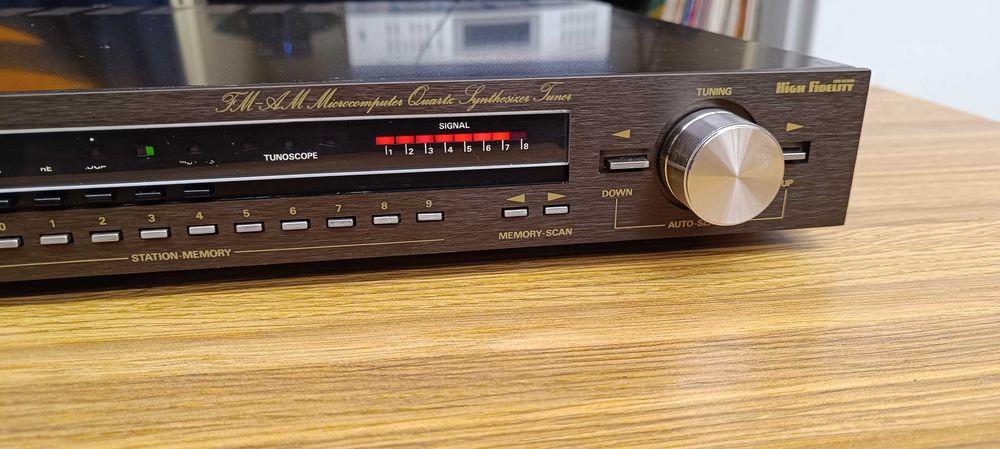 FM-AM Microcomputer Quartz Synthesizer Tuner
TUNING
High Fidelity
SIGNAL
1 2 3 4 5 6 7 8
TUNOSCOPE
DOWN
UP
0 1 2 3 4 5 6 7 8 9
MEMORY-SCAN
STATION-MEMORY